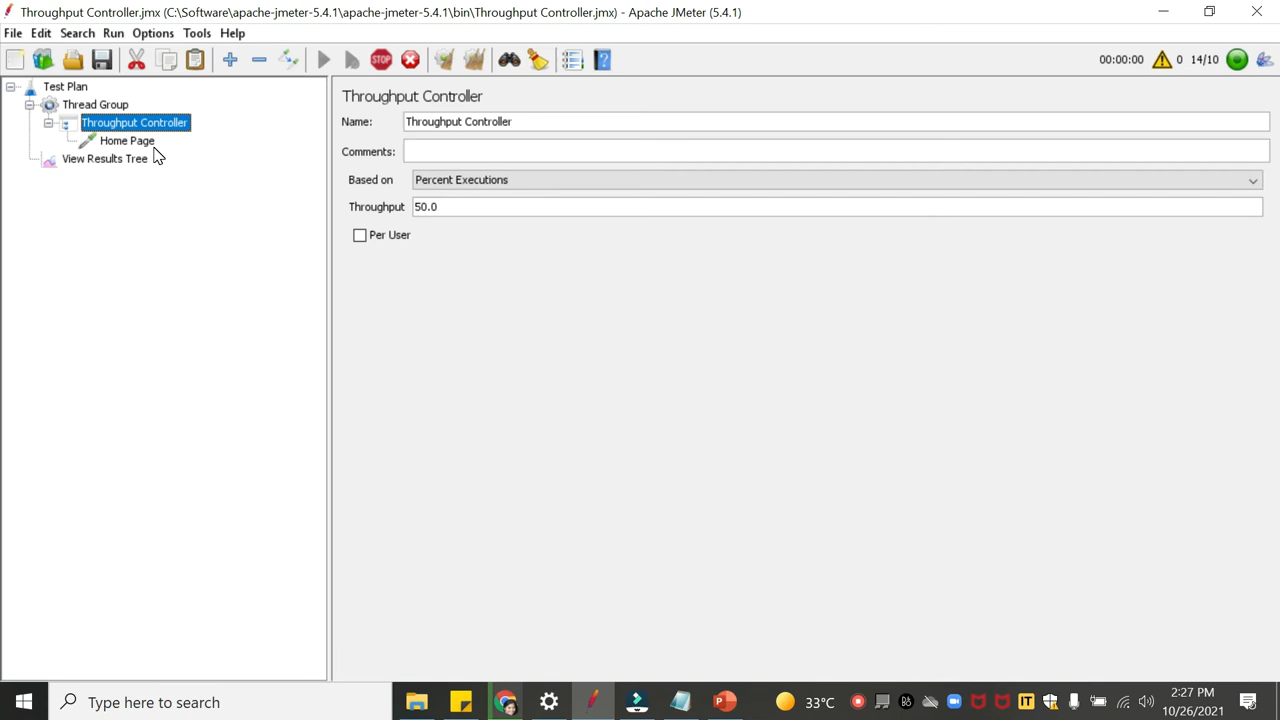 Throughput Controller.jmx (C:\Software\apache-jmeter-5.4.1\apache-jmeter-5.4.1\bin\Throughput Controller.jmx) - Apache JMeter (5.4.1)
File Edit Search Run Options Tools Help
STOP 00:00:00 0 14/10
Test Plan
Thread Group
Throughput Controller
Home Page
View Results Tree
Throughput Controller
Name: Throughput Controller
Comments:
Based on Percent Executions
Throughput 50.0
Per User
Type here to search
33°C
IT
2:27 PM
10/26/2021